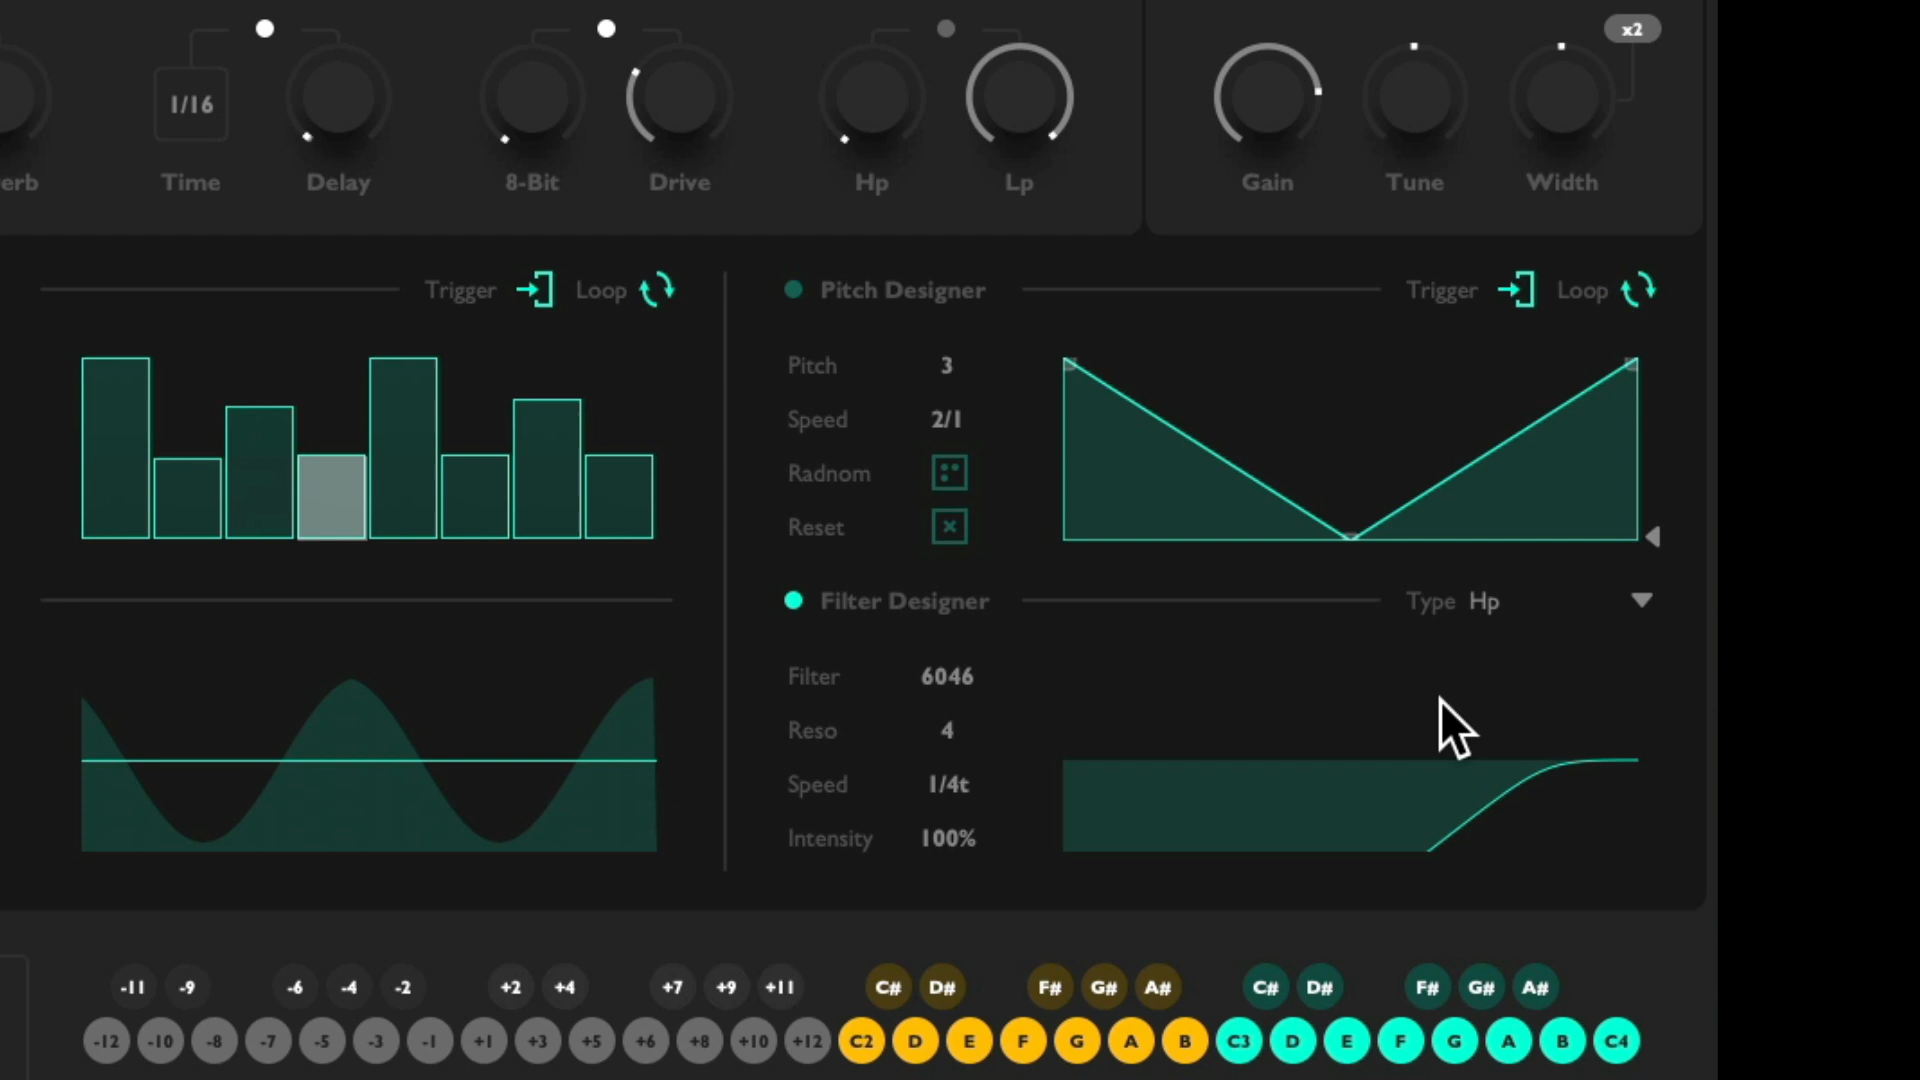 x2
1/16
erb Time Delay 8-Bit Drive Hp Lp Gain Tune Width
Trigger Loop
Pitch Designer Trigger Loop
Pitch 3
Speed 2/1
Radnom
Reset
Filter Designer Type Hp
Filter 6046
Reso 4
Speed 1/4t
Intensity 100%
-11 -9 -6 -4 -2 +2 +4 +7 +9 +11 C# D# F# G# A# C# D# F# G# A#
-12 -10 -8 -7 -5 -3 -1 +1 +3 +5 +6 +8 +10 +12 C2 D E F G A B C3 D E F G A B C4